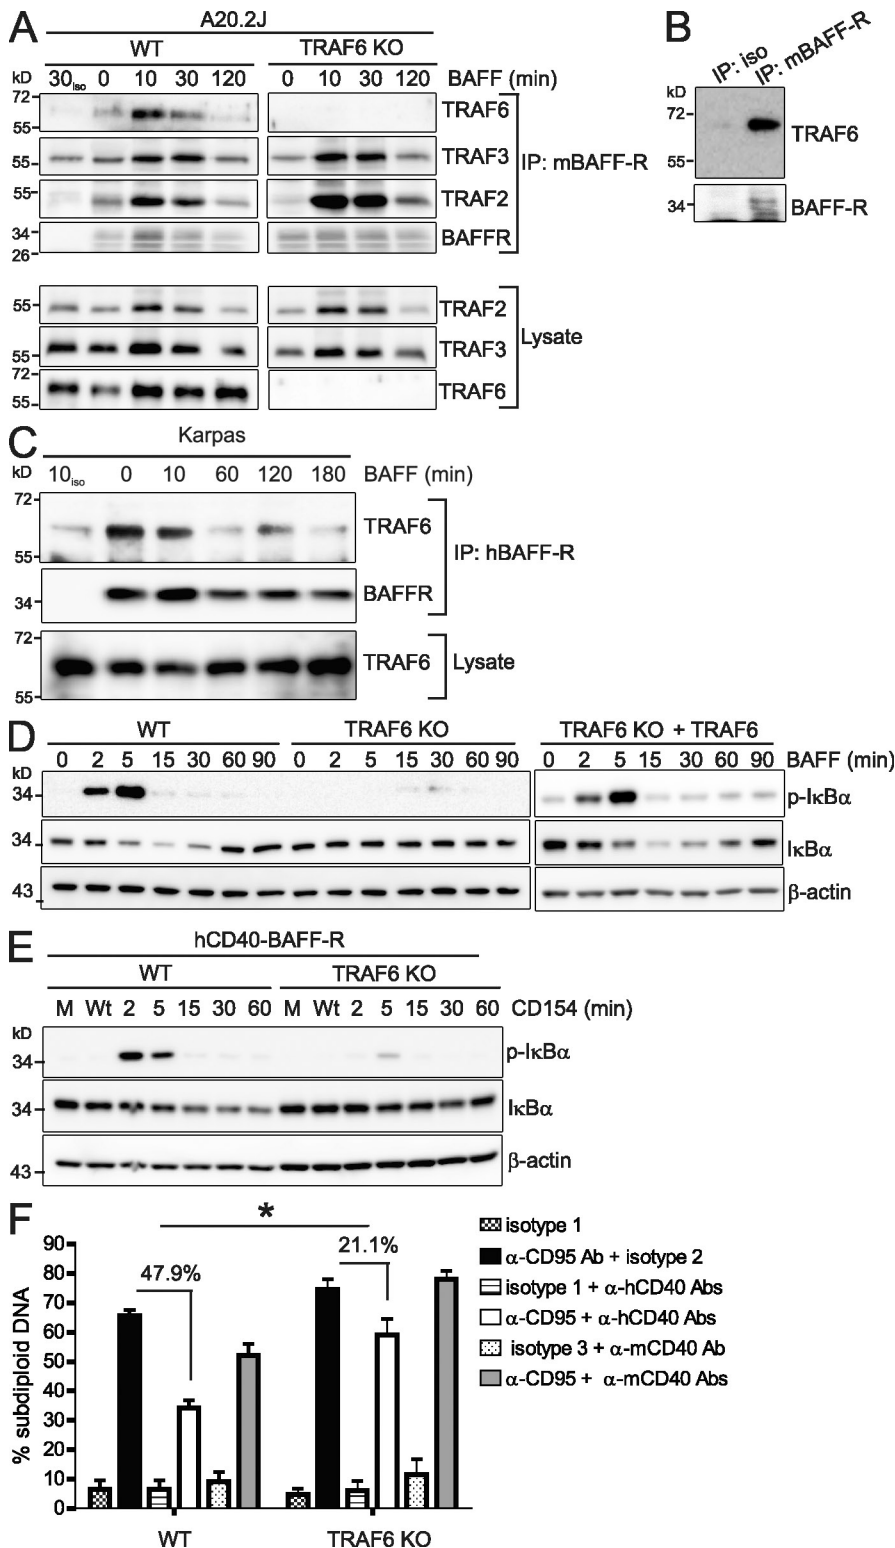 A
A20.2J
WT TRAF6 KO
kD 30iso 0 10 30 120 0 10 30 120 BAFF (min)
72
55
TRAF6
55
TRAF3
55
TRAF2
34
26
BAFFR
IP: mBAFF-R
55
TRAF2
55
TRAF3
72
55
TRAF6
Lysate
B
IP: iso
IP: mBAFF-R
kD
72
55
TRAF6
34
BAFF-R
C
Karpas
kD 10iso 0 10 60 120 180 BAFF (min)
72
55
TRAF6
34
BAFFR
IP: hBAFF-R
72
55
TRAF6
Lysate
D
WT TRAF6 KO TRAF6 KO + TRAF6
0 2 5 15 30 60 90 0 2 5 15 30 60 90 0 2 5 15 30 60 90 BAFF (min)
kD
34
p-IκBα
34
IκBα
43
β-actin
E
hCD40-BAFF-R
WT TRAF6 KO
M Wt 2 5 15 30 60 M Wt 2 5 15 30 60 CD154 (min)
kD
34
p-IκBα
34
IκBα
43
β-actin
F
% subdiploid DNA
90
80
70
60
50
40
30
20
10
0
47.9%
*
21.1%
WT TRAF6 KO
isotype 1
α-CD95 Ab + isotype 2
isotype 1 + α-hCD40 Abs
α-CD95 + α-hCD40 Abs
isotype 3 + α-mCD40 Ab
α-CD95 + α-mCD40 Abs